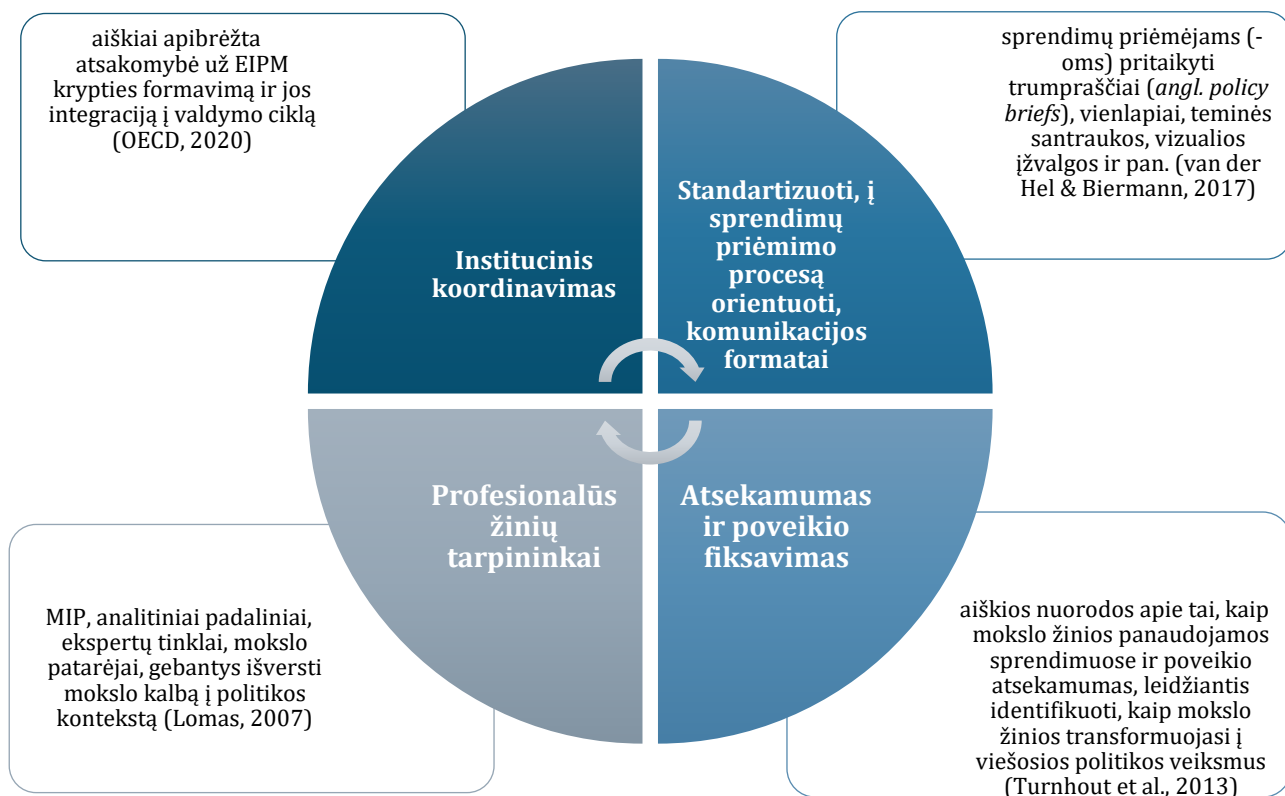 aiškiai apibrėžta
atsakomybė už EIPM
krypties formavimą ir jos
integraciją į valdymo ciklą
(OECD, 2020)
sprendimų priėmėjams (-
oms) pritaikyti
trumpraščiai (angl. policy
briefs), vienlapiai, teminės
santraukos, vizualios
įžvalgos ir pan. (van der
Hel & Biermann, 2017)
Institucinis
koordinavimas
Standartizuoti, į
sprendimų
priėmimo
procesą
orientuoti,
komunikacijos
formatai
Profesionalūs
žinių
tarpininkai
Atsekamumas
ir poveikio
fiksavimas
MIP, analitiniai padaliniai,
ekspertų tinklai, mokslo
patarėjai, gebantys išversti
mokslo kalbą į politikos
kontekstą (Lomas, 2007)
aiškios nuorodos apie tai, kaip
mokslo žinios panaudojamos
sprendimuose ir poveikio
atsekamumas, leidžiantis
identifikuoti, kaip mokslo
žinios transformuojasi į
viešosios politikos veiksmus
(Turnhout et al., 2013)